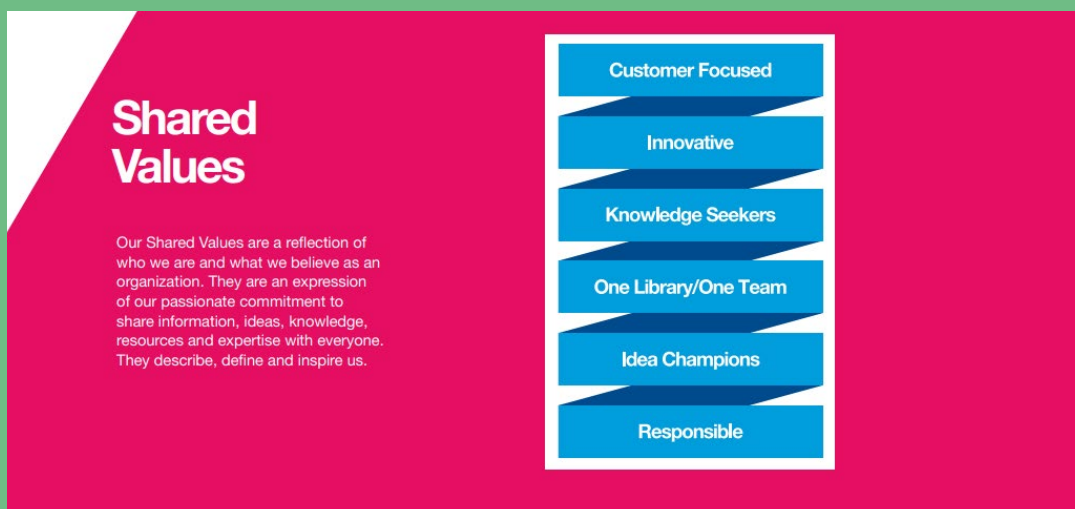 Shared
Values
Our Shared Values are a reflection of
who we are and what we believe as an
organization. They are an expression
of our passionate commitment to
share information, ideas, knowledge,
resources and expertise with everyone.
They describe, define and inspire us.
Customer Focused
Innovative
Knowledge Seekers
One Library/One Team
Idea Champions
Responsible